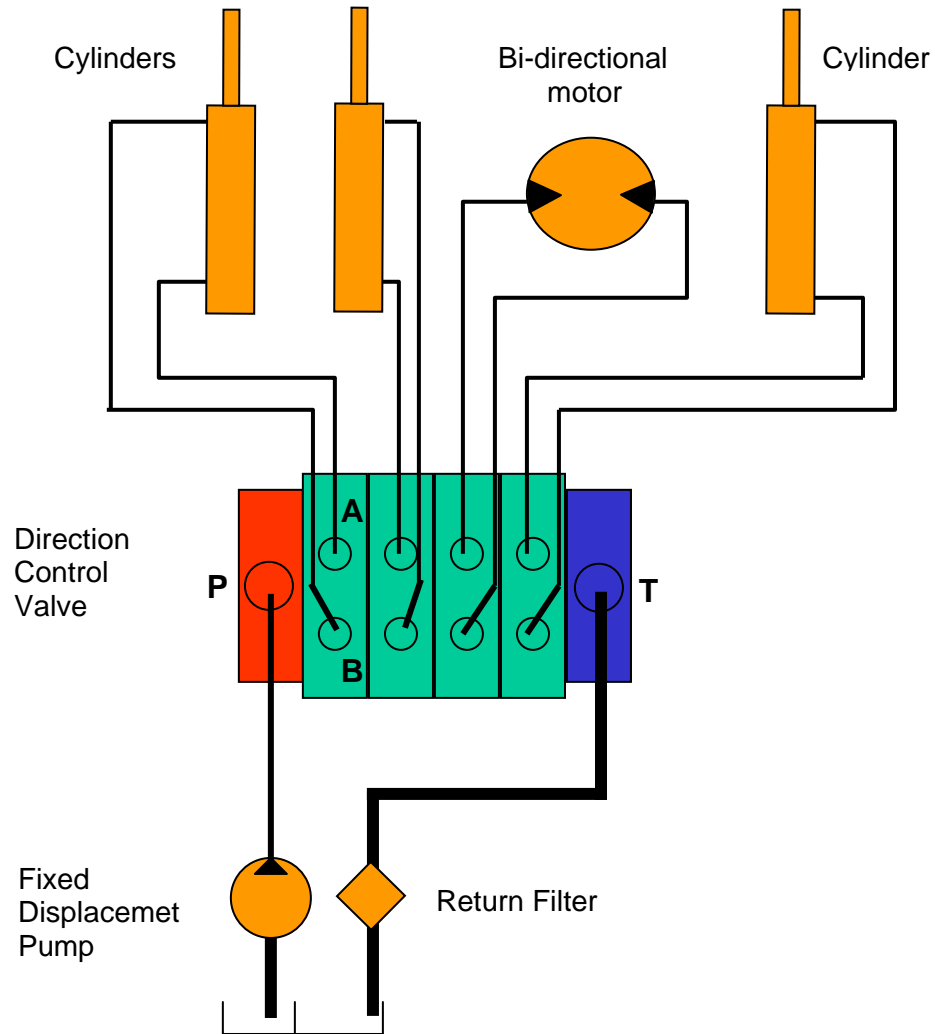 Cylinders
Bi-directional
motor
Cylinder
A
Direction
Control
Valve
P
T
B
Fixed
Displacemet
Pump
Return Filter